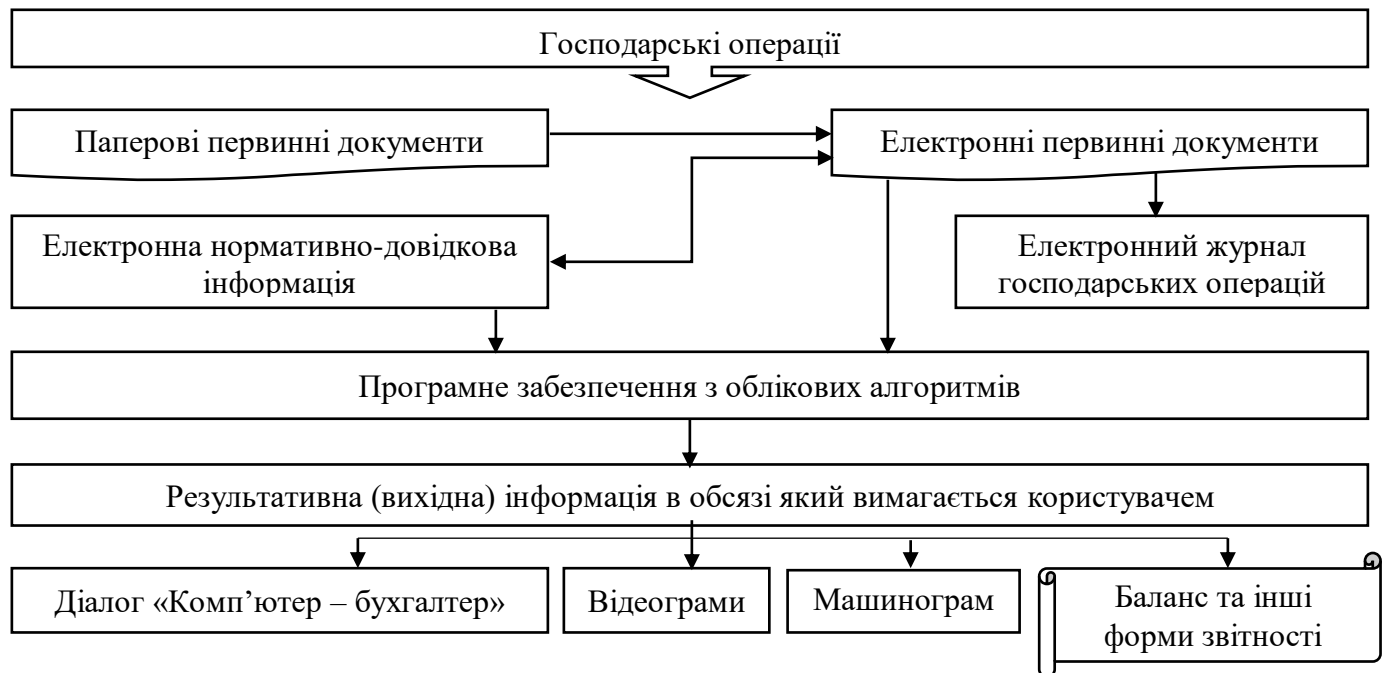 Господарські операції
Паперові первинні документи
Електронні первинні документи
Електронна нормативно-довідкова
інформація
Електронний журнал
господарських операцій
Програмне забезпечення з облікових алгоритмів
Результативна (вихідна) інформація в обсязі який вимагається користувачем
Діалог «Комп’ютер – бухгалтер»
Відеограми
Машинограм
Баланс та інші
форми звітності